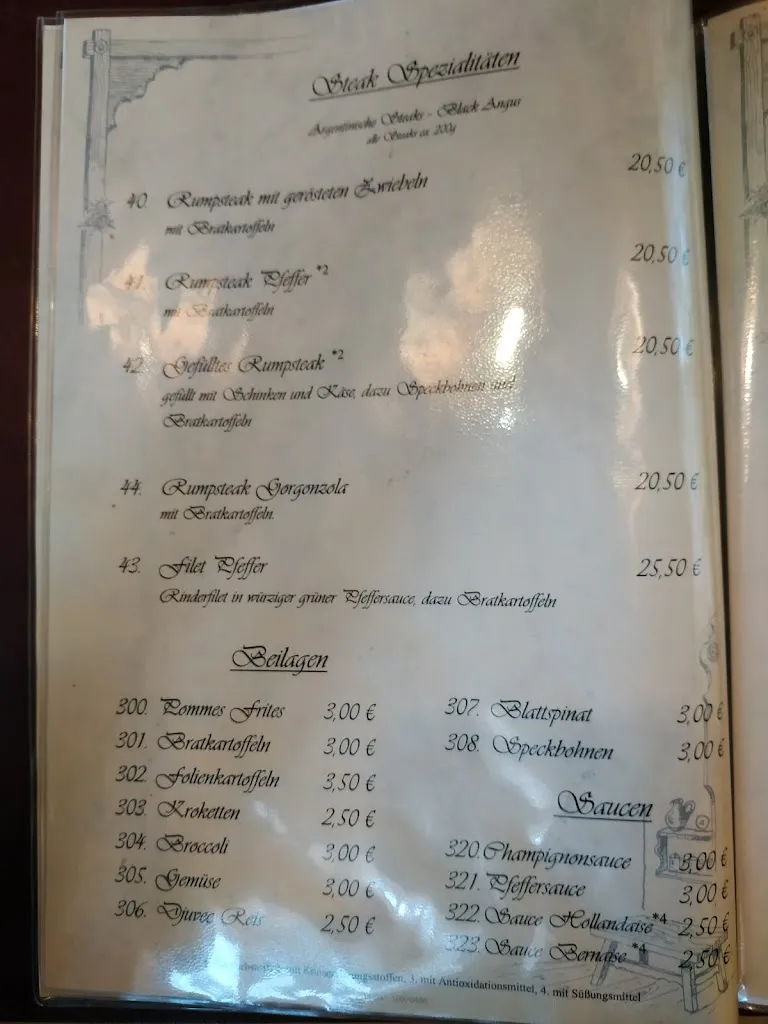 Steak Spezialitäten
Argentinische Steaks - Black Angus
alle Steaks ca. 200g
40. Rumpsteak mit gerösteten Zwiebeln 20,50 €
mit Bratkartoffeln
41. Rumpsteak Pfeffer *2 20,50 €
mit Bratkartoffeln
42. Gefülltes Rumpsteak *2 20,50 €
gefüllt mit Schinken und Käse, dazu Speckbohnen und
Bratkartoffeln
44. Rumpsteak Gorgonzola 20,50 €
mit Bratkartoffeln.
43. Filet Pfeffer 25,50 €
Rinderfilet in würziger grüner Pfeffersauce, dazu Bratkartoffeln
Beilagen
300. Pommes Frites 3,00 €
301. Bratkartoffeln 3,00 €
302. Folienkartoffeln 3,50 €
303. Kroketten 2,50 €
304. Broccoli 3,00 €
305. Gemüse 3,00 €
306. Djuvec Reis 2,50 €
307. Blattspinat 3,00 €
308. Speckbohnen 3,00 €
Saucen
320. Champignonsauce 3,00 €
321. Pfeffersauce 3,00 €
322. Sauce Hollandaise *4 2,50 €
323. Sauce Bernaise *4 2,50 €
mit Konservierungsstoffen, 3. mit Antioxidationsmittel, 4. mit Süßungsmittel